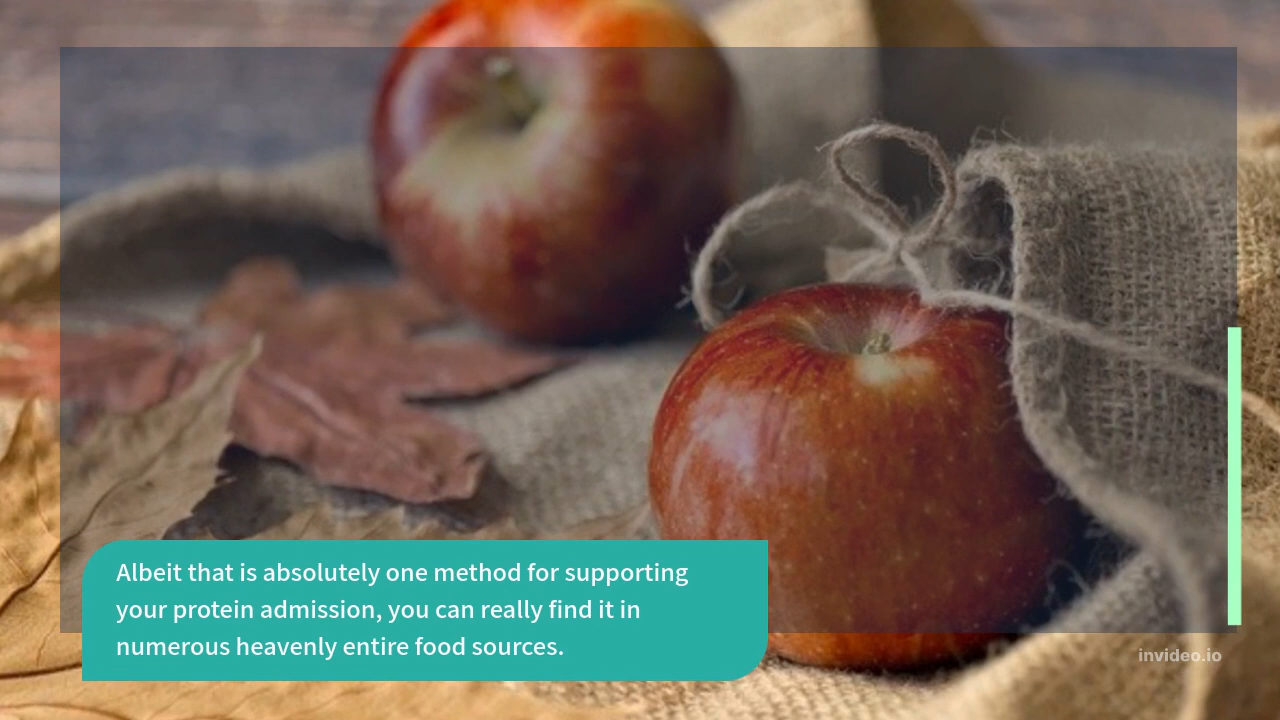 Albeit that is absolutely one method for supporting
your protein admission, you can really find it in
numerous heavenly entire food sources.
invideo.io